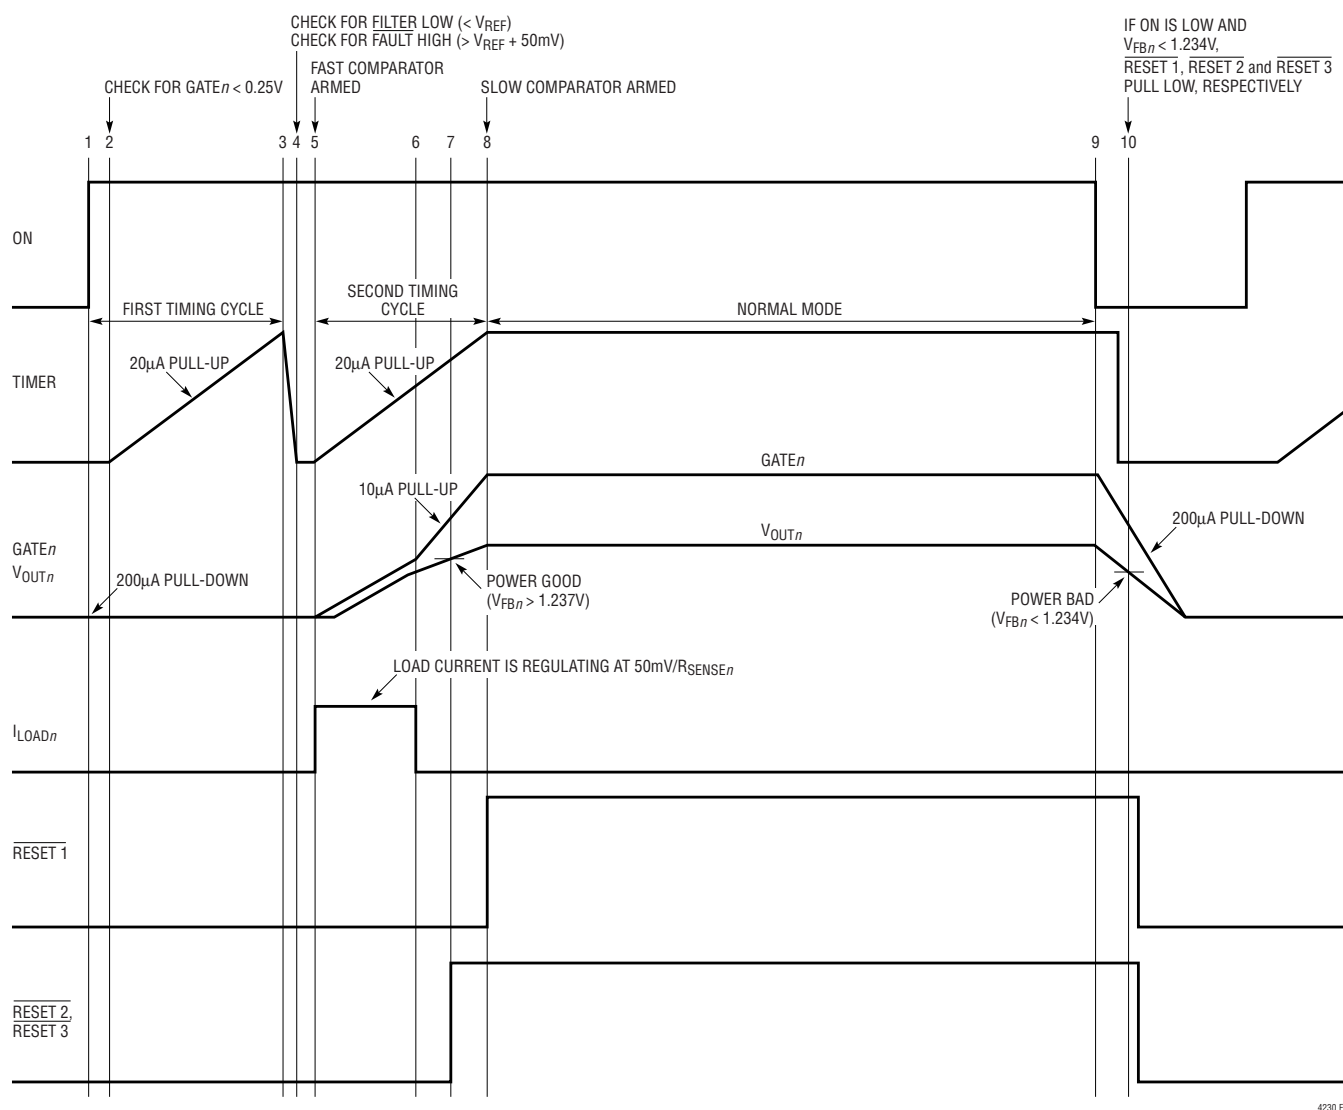 CHECK FOR FILTER LOW (< VREF)
CHECK FOR FAULT HIGH (> VREF + 50mV)
IF ON IS LOW AND
VFBn < 1.234V,
RESET 1, RESET 2 and RESET 3
PULL LOW, RESPECTIVELY
FAST COMPARATOR
ARMED
CHECK FOR GATEn < 0.25V
SLOW COMPARATOR ARMED
1 2 3 4 5 6 7 8 9 10
ON
FIRST TIMING CYCLE
SECOND TIMING
CYCLE
NORMAL MODE
20µA PULL-UP
20µA PULL-UP
TIMER
GATEn
10µA PULL-UP
200µA PULL-DOWN
VOUTn
GATEn
VOUTn
200µA PULL-DOWN
POWER GOOD
(VFBn > 1.237V)
POWER BAD
(VFBn < 1.234V)
LOAD CURRENT IS REGULATING AT 50mV/RSENSEn
ILOADn
RESET 1
RESET 2,
RESET 3
4230 F